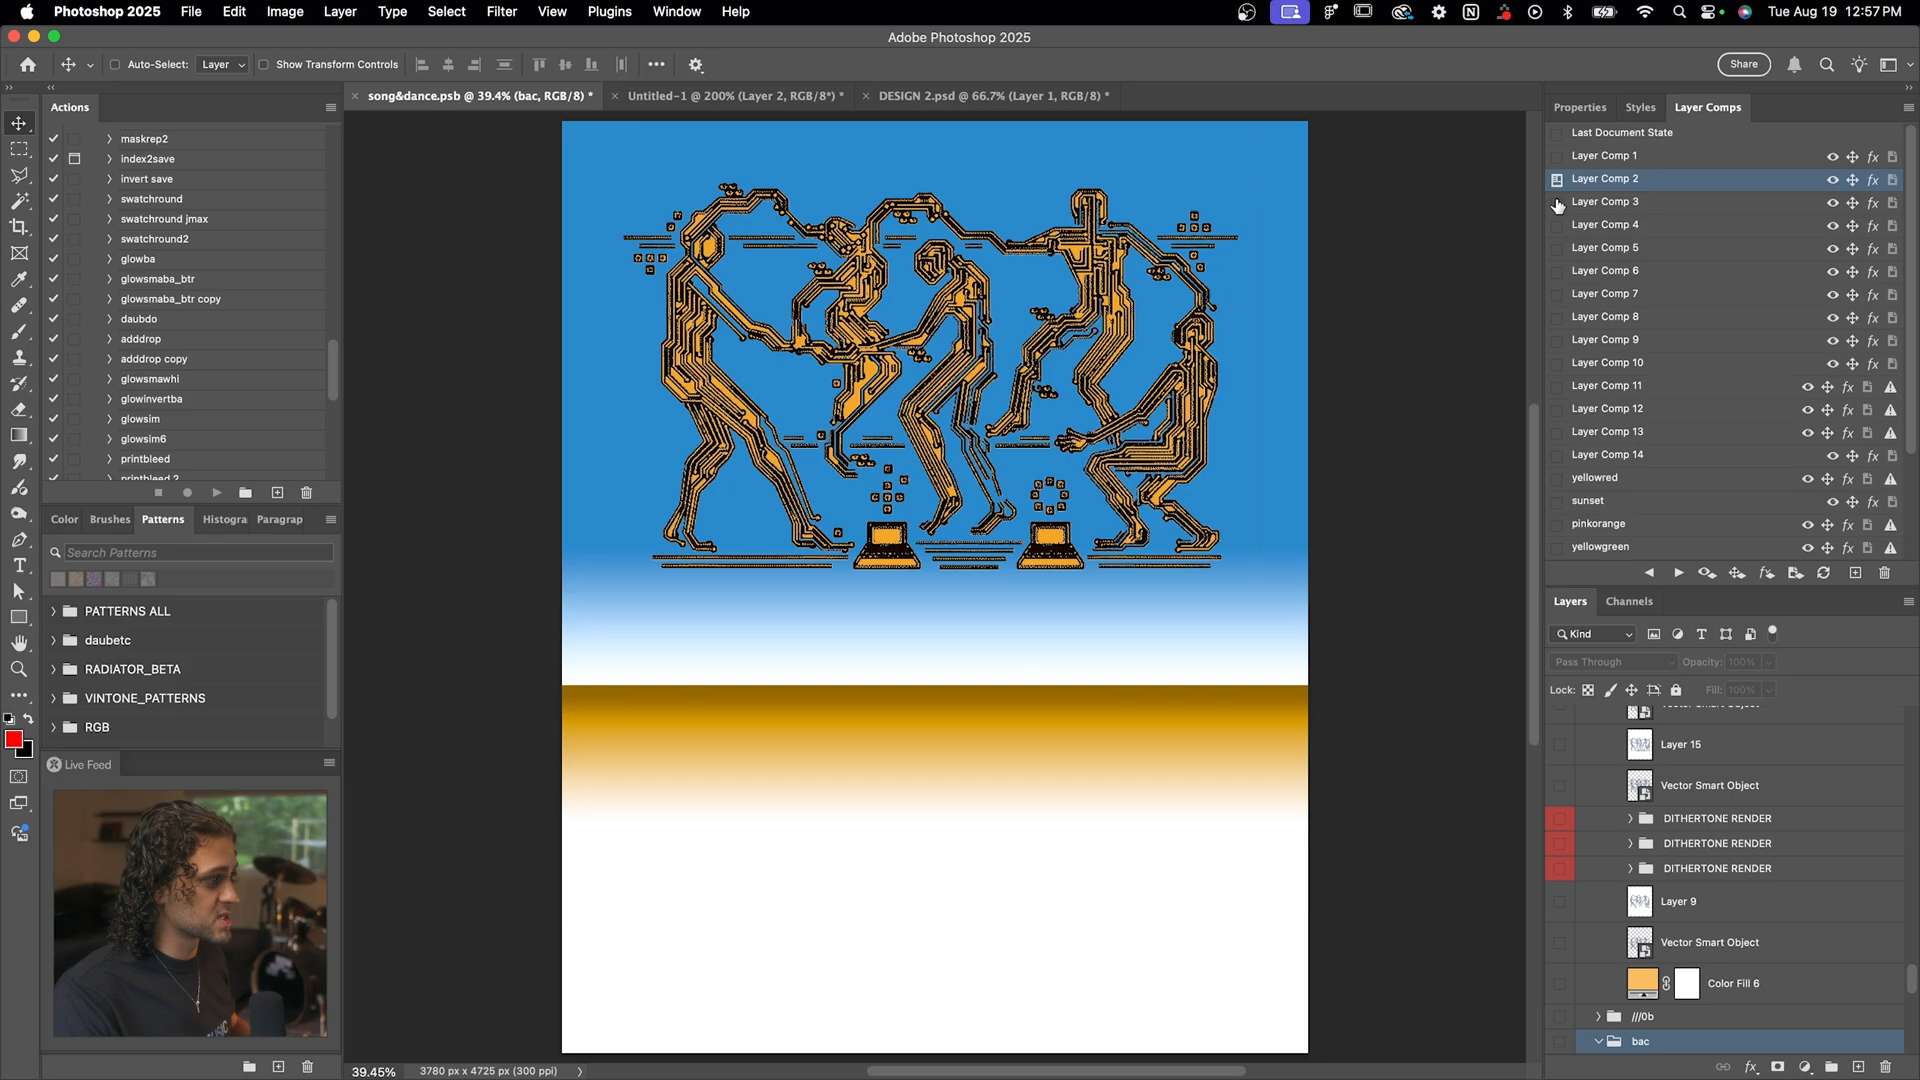 Photoshop 2025 File Edit Image Layer Type Select Filter View Plugins Window Help
Tue Aug 19 12:57 PM
Adobe Photoshop 2025
Auto-Select: Layer Show Transform Controls
Share
Actions
song&dance.psb @ 39.4% (bac, RGB/8) *
Untitled-1 @ 200% (Layer 2, RGB/8*) *
DESIGN 2.psd @ 66.7% (Layer 1, RGB/8) *
Properties Styles Layer Comps
maskrep2
index2save
invert save
swatchround
swatchround jmax
swatchround2
glowba
glowsmaba_btr
glowsmaba_btr copy
daubdo
adddrop
adddrop copy
glowsmawhi
glowinvertba
glowsim
glowsim6
printbleed
printbleed 2
Color Brushes Patterns Histogra Paragrap
Search Patterns
PATTERNS ALL
daubetc
RADIATOR_BETA
VINTONE_PATTERNS
RGB
Live Feed
39.45% 3780 px x 4725 px (300 ppi)
Last Document State
Layer Comp 1
Layer Comp 2
Layer Comp 3
Layer Comp 4
Layer Comp 5
Layer Comp 6
Layer Comp 7
Layer Comp 8
Layer Comp 9
Layer Comp 10
Layer Comp 11
Layer Comp 12
Layer Comp 13
Layer Comp 14
yellowred
sunset
pinkorange
yellowgreen
Layers Channels
Kind
Pass Through Opacity: 100%
Lock: Fill: 100%
Vector Smart Object
Layer 15
Vector Smart Object
DITHERTONE RENDER
DITHERTONE RENDER
DITHERTONE RENDER
Layer 9
Vector Smart Object
Color Fill 6
///0b
bac